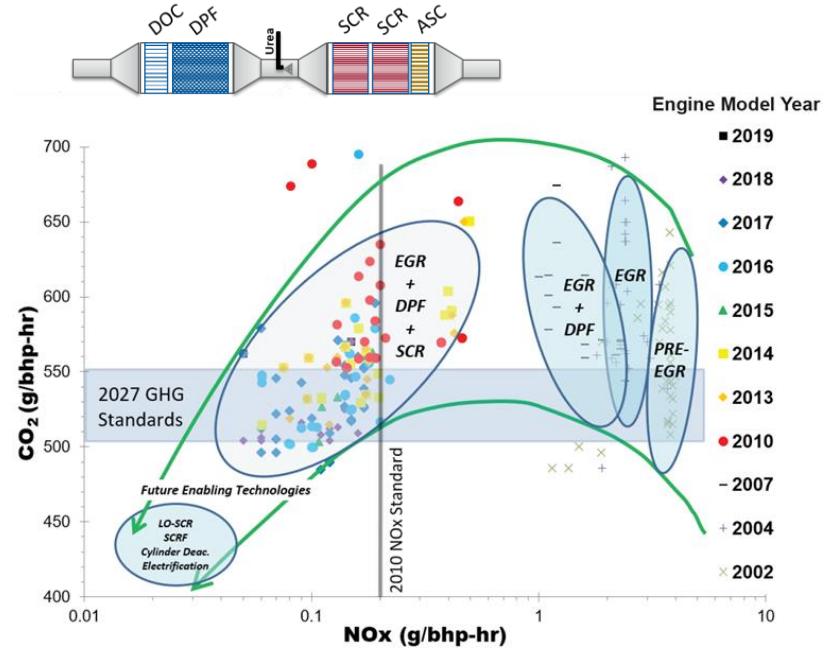 DOC
DPF
Urea
SCR
SCR
ASC
Engine Model Year
2019
2018
2017
2016
2015
2014
2013
2010
2007
2004
2002
CO2 (g/bhp-hr)
700
650
600
550
500
450
400
EGR
+
DPF
+
SCR
EGR
+
DPF
EGR
PRE-
EGR
2027 GHG
Standards
2010 NOx Standard
Future Enabling Technologies
LO-SCR
SCRF
Cylinder Deac.
Electrification
0.01
0.1
1
10
NOx (g/bhp-hr)